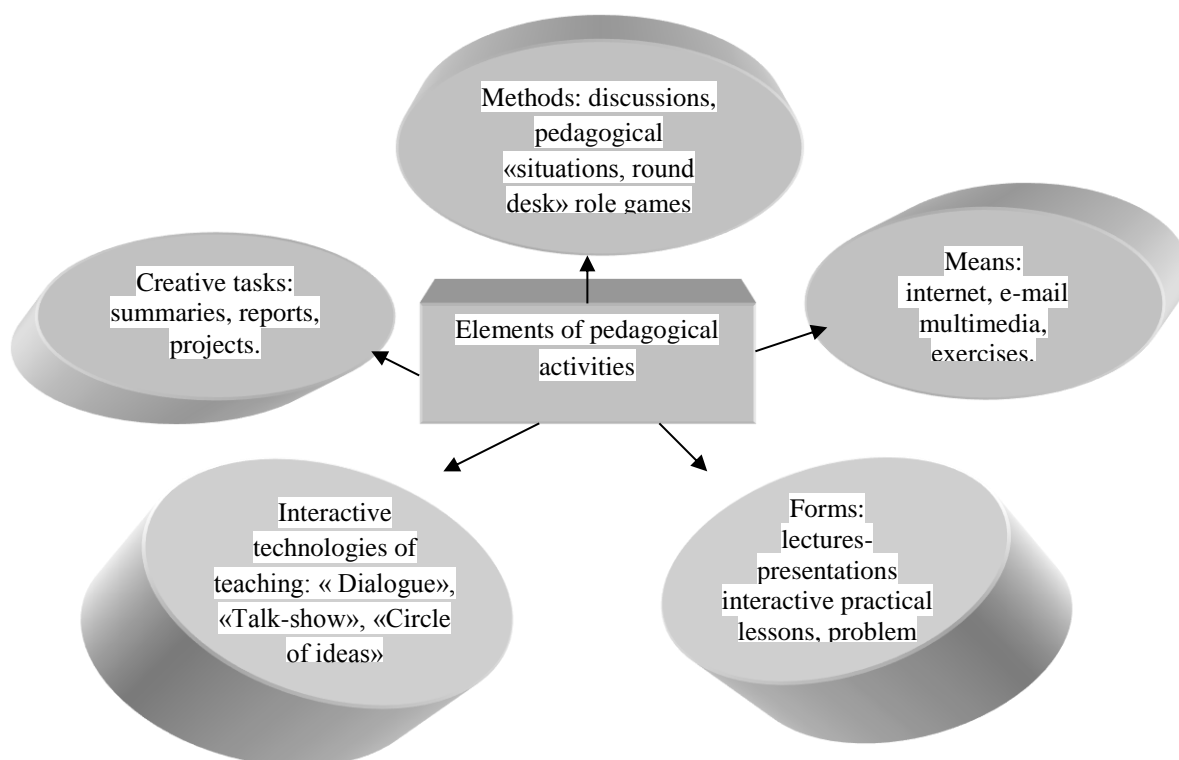 Methods: discussions,
pedagogical
«situations, round
desk» role games
Creative tasks:
summaries, reports,
projects.
Elements of pedagogical
activities
Means:
internet, e-mail
multimedia,
exercises.
Interactive
technologies of
teaching: « Dialogue»,
«Talk-show», «Circle
of ideas»
Forms:
lectures-
presentations
interactive practical
lessons, problem